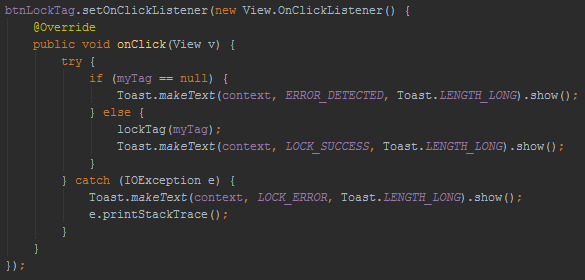 btnLockTag.setOnClickListener(new View.OnClickListener() {
    @Override
    public void onClick(View v) {
        try {
            if (myTag == null) {
                Toast.makeText(context, ERROR_DETECTED, Toast.LENGTH_LONG).show();
            } else {
                lockTag(myTag);
                Toast.makeText(context, LOCK_SUCCESS, Toast.LENGTH_LONG).show();
            }
        } catch (IOException e) {
            Toast.makeText(context, LOCK_ERROR, Toast.LENGTH_LONG).show();
            e.printStackTrace();
        }
    }
});